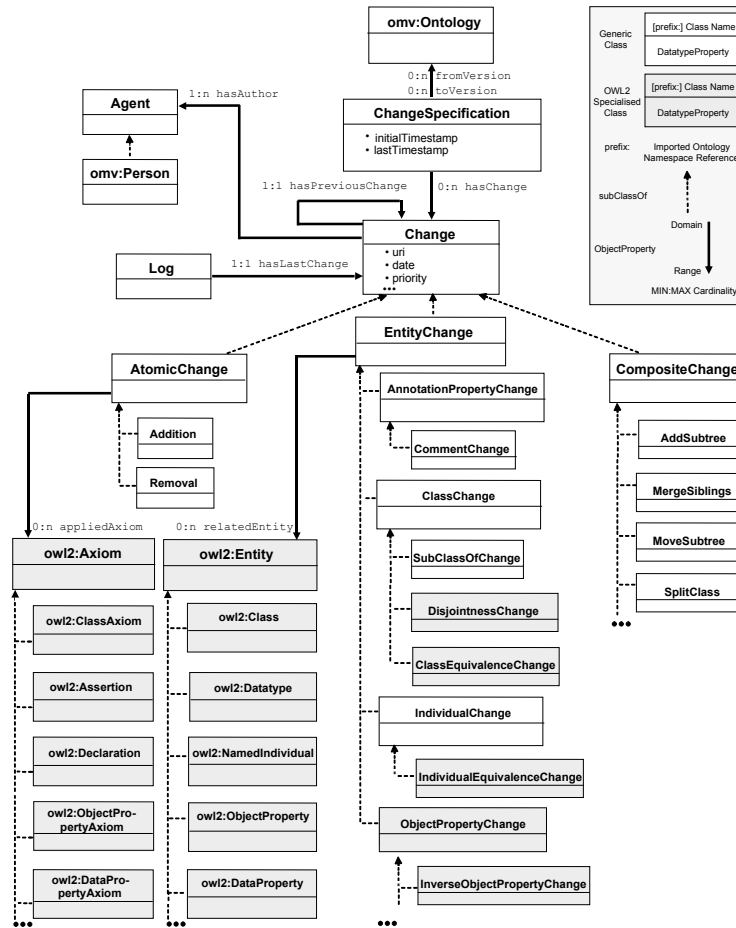 omv:Ontology
0:n fromVersion
0:n toVersion
1:n hasAuthor
Agent
omv:Person
ChangeSpecification
• initialTimestamp
• lastTimestamp
1:1 hasPreviousChange
0:n hasChange
Change
• uri
• date
• priority
•••
Log
1:1 hasLastChange
Generic
Class
[prefix:] Class Name
DatatypeProperty
OWL2
Specialised
Class
[prefix:] Class Name
DatatypeProperty
prefix:
Imported Ontology
Namespace Reference
subClassOf
Domain
ObjectProperty
Range
MIN:MAX Cardinality
AtomicChange
Addition
Removal
0:n appliedAxiom
owl2:Axiom
owl2:ClassAxiom
owl2:Assertion
owl2:Declaration
owl2:ObjectPro-
pertyAxiom
owl2:DataPro-
pertyAxiom
•••
0:n relatedEntity
owl2:Entity
owl2:Class
owl2:Datatype
owl2:NamedIndividual
owl2:ObjectProperty
owl2:DataProperty
•••
EntityChange
AnnotationPropertyChange
CommentChange
ClassChange
SubClassOfChange
DisjointnessChange
ClassEquivalenceChange
IndividualChange
IndividualEquivalenceChange
ObjectPropertyChange
InverseObjectPropertyChange
•••
CompositeChange
AddSubtree
MergeSiblings
MoveSubtree
SplitClass
•••